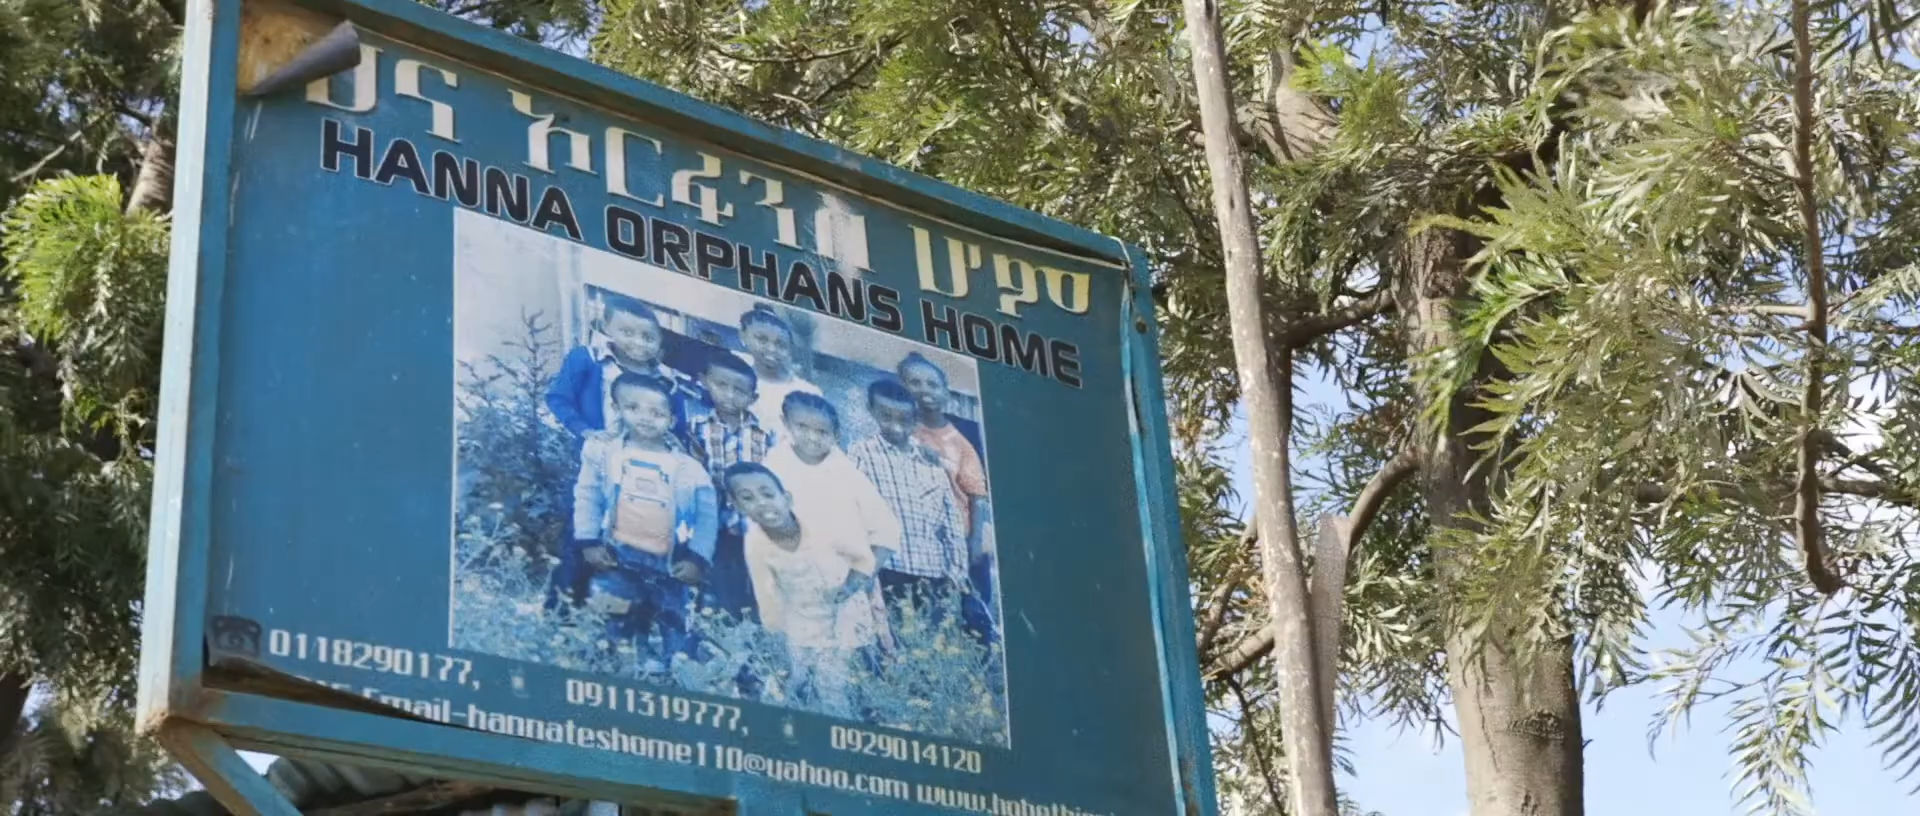 ሀና ኦርፋንስ ሆም
HANNA ORPHANS HOME
0118290177, 0911319777, 0929014120
Email-hannateshome110@yahoo.com